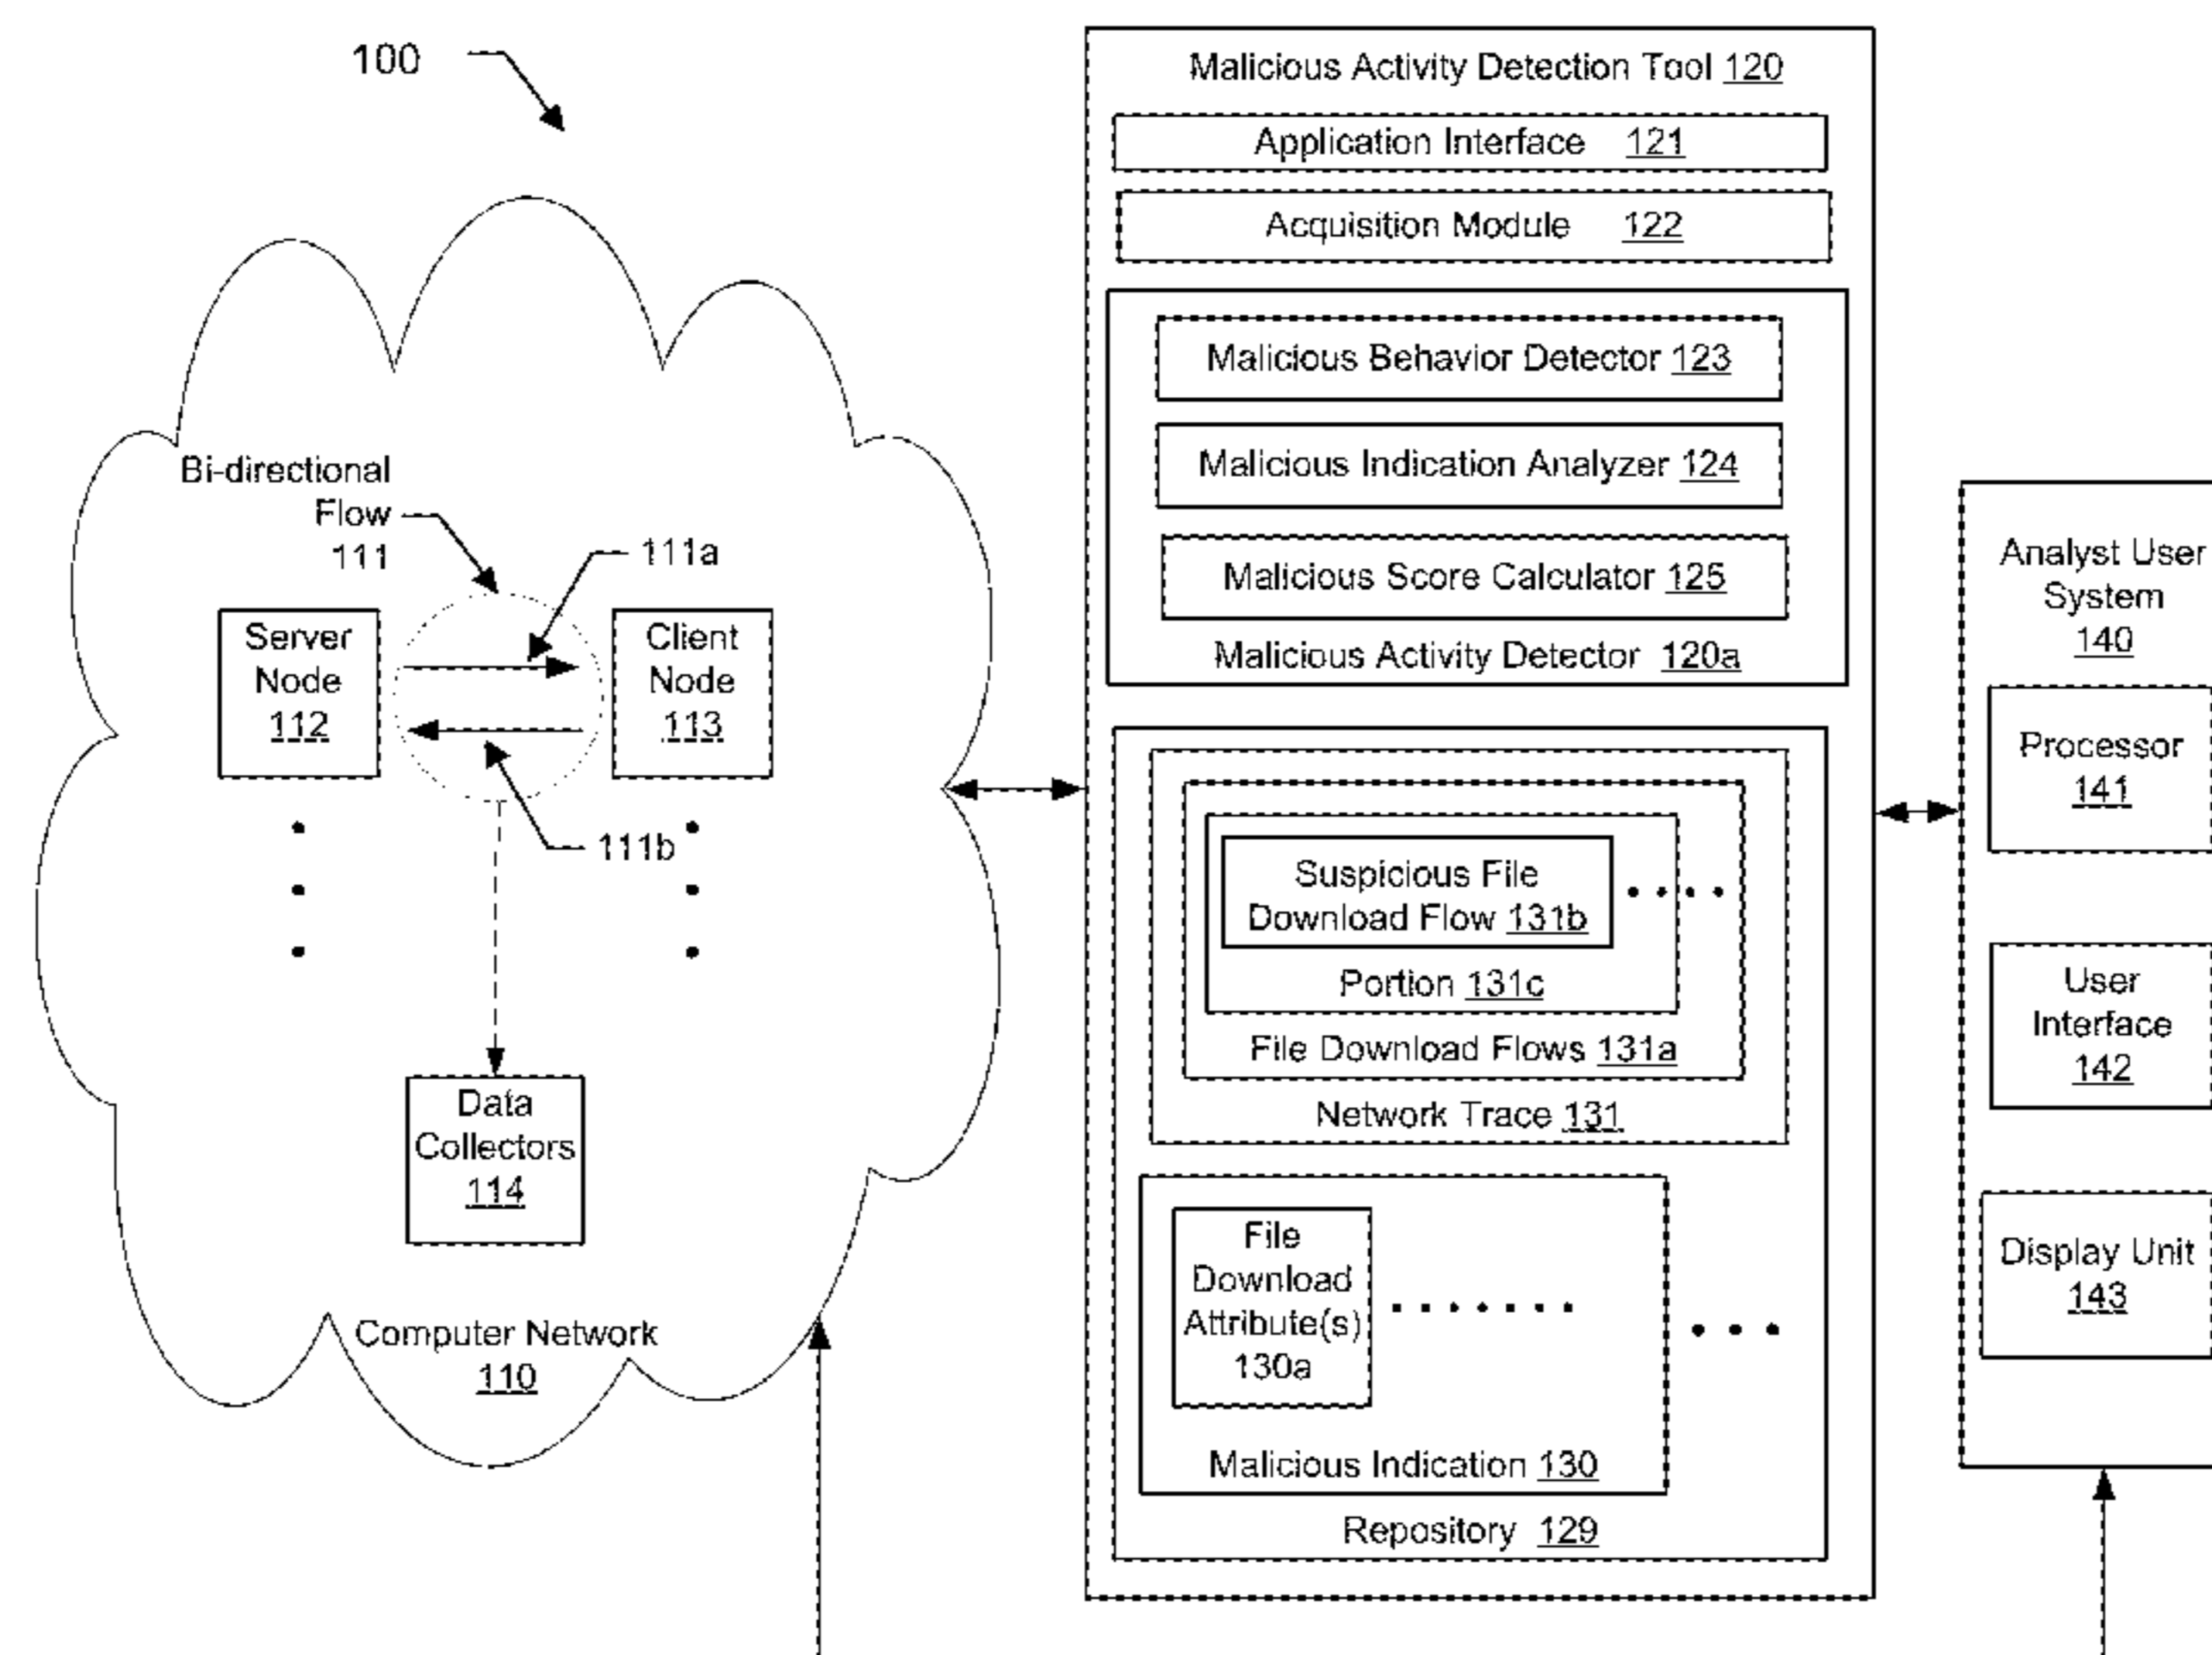 100
Bi-directional
Flow
111
111a
Server
Node
112
Client
Node
113
111b
Data
Collectors
114
Computer Network
110
Malicious Activity Detection Tool 120
Application Interface 121
Acquisition Module 122
Malicious Behavior Detector 123
Malicious Indication Analyzer 124
Malicious Score Calculator 125
Malicious Activity Detector 120a
Suspicious File
Download Flow 131b
Portion 131c
File Download Flows 131a
Network Trace 131
File
Download
Attribute(s)
130a
Malicious Indication 130
Repository 129
Analyst User
System
140
Processor
141
User
Interface
142
Display Unit
143